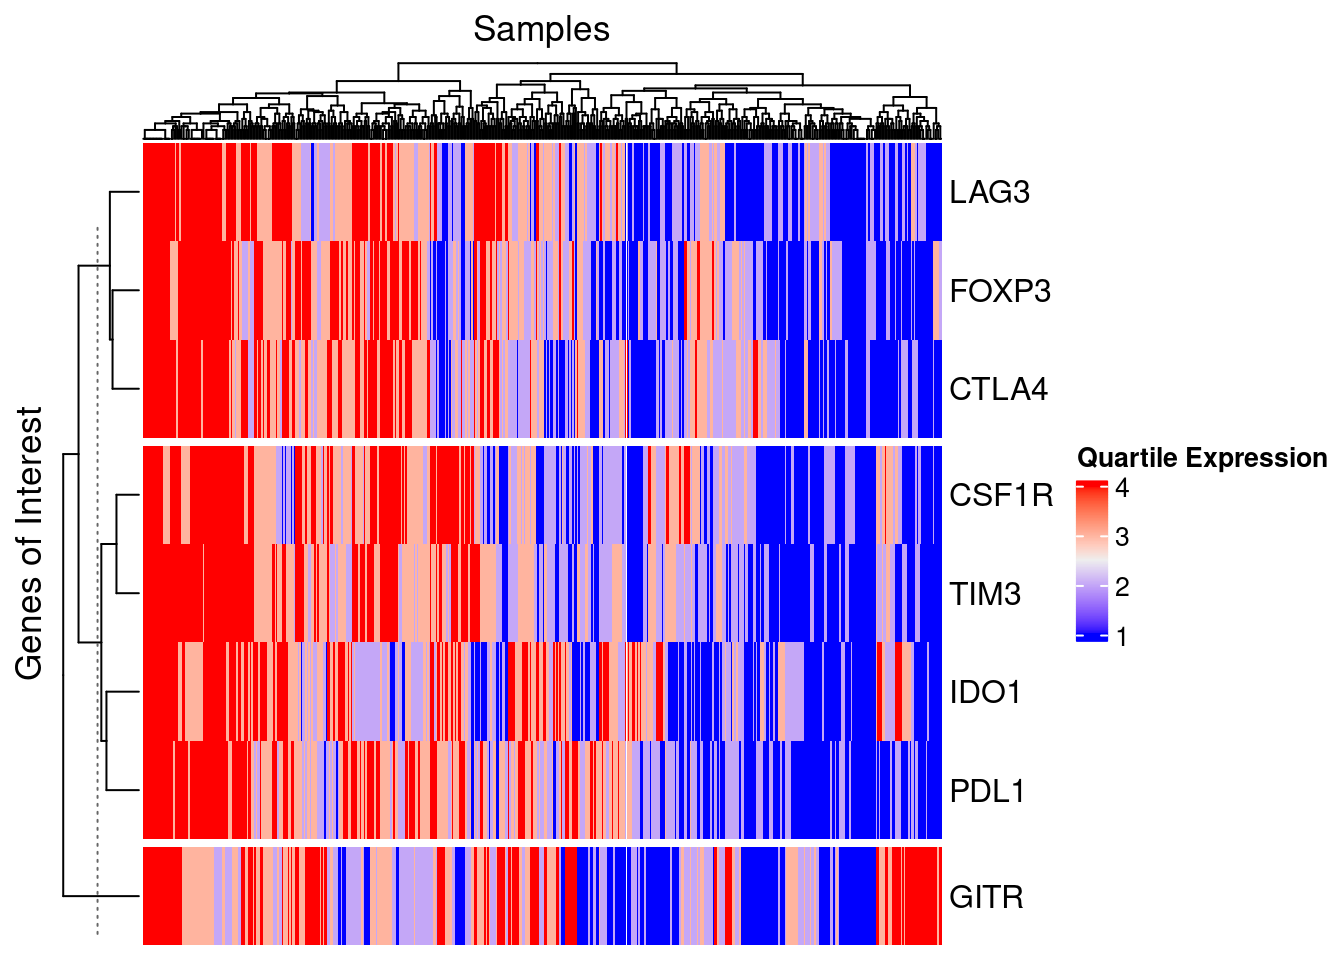 Samples
LAG3
FOXP3
CTLA4
CSF1R
TIM3
IDO1
PDL1
GITR
Genes of Interest
Quartile Expression
4
3
2
1